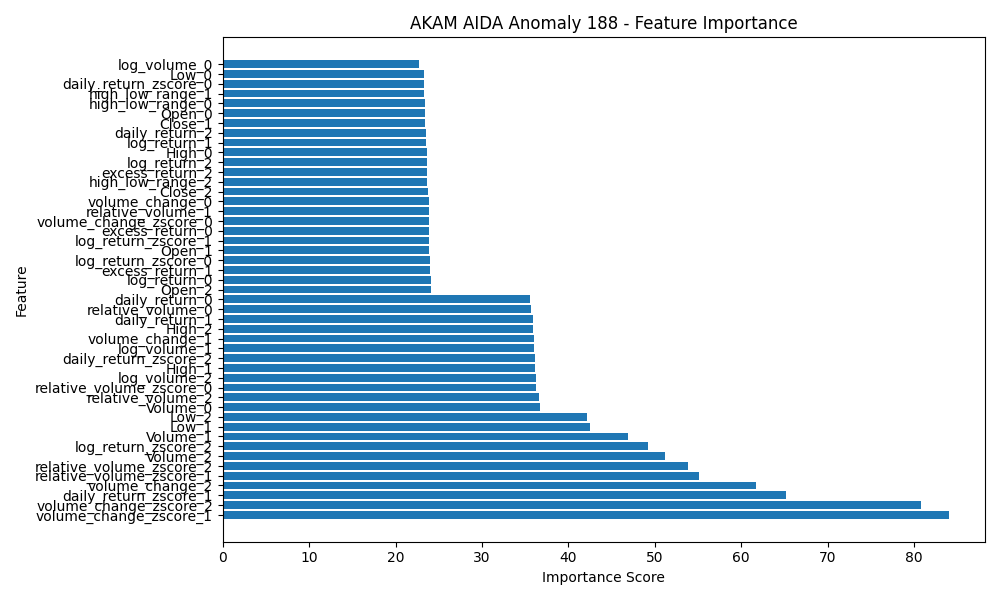 AKAM AIDA Anomaly 188 - Feature Importance
log_volume_0
Low_0
daily_return_zscore_0
high_low_range_1
high_low_range_0
Open_0
Close_1
daily_return_2
log_return_1
High_0
log_return_2
excess_return_2
high_low_range_2
Close_2
volume_change_0
relative_volume_1
volume_change_zscore_0
excess_return_0
log_return_zscore_1
Open_1
log_return_zscore_0
excess_return_1
log_return_0
Open_2
daily_return_0
relative_volume_0
daily_return_1
High_2
volume_change_1
log_volume_1
daily_return_zscore_2
High_1
log_volume_2
relative_volume_zscore_0
relative_volume_2
Volume_0
Low_2
Low_1
Volume_1
log_return_zscore_2
Volume_2
relative_volume_zscore_2
relative_volume_zscore_1
volume_change_2
daily_return_zscore_1
volume_change_zscore_2
volume_change_zscore_1
Feature
0 10 20 30 40 50 60 70 80
Importance Score